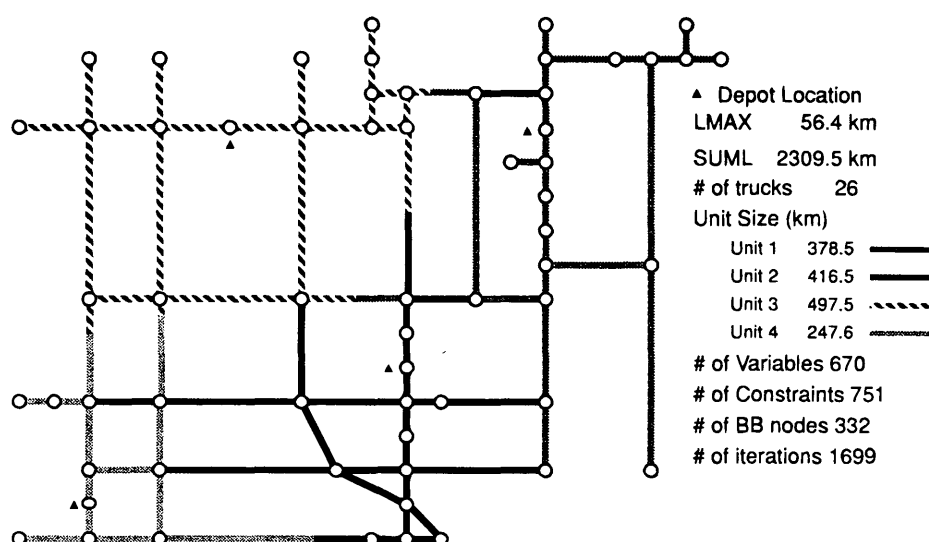 ▲ Depot Location
LMAX 56.4 km
SUML 2309.5 km
# of trucks 26
Unit Size (km)
Unit 1 378.5
Unit 2 416.5
Unit 3 497.5
Unit 4 247.6
# of Variables 670
# of Constraints 751
# of BB nodes 332
# of iterations 1699